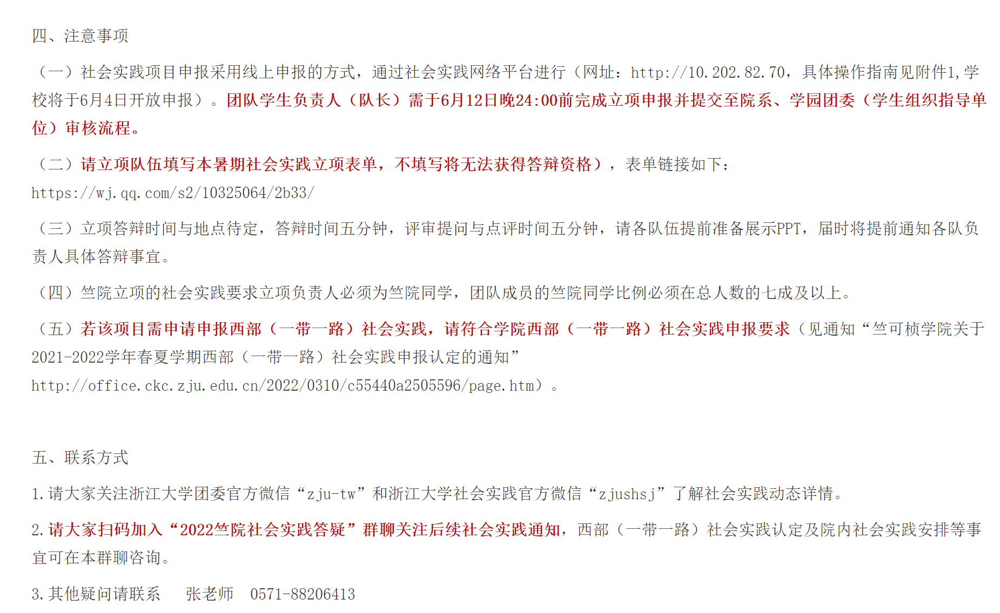 四、注意事项
（一）社会实践项目申报采用线上申报的方式，通过社会实践网络平台进行（网址：http://10.202.82.70，具体操作指南见附件1,学
校将于6月4日开放申报）。团队学生负责人（队长）需于6月12日晚24:00前完成立项申报并提交至院系、学园团委（学生组织指导单
位）审核流程。
（二）请立项队伍填写本暑期社会实践立项表单，不填写将无法获得答辩资格），表单链接如下：
https://wj.qq.com/s2/10325064/2b33/
（三）立项答辩时间与地点待定，答辩时间五分钟，评审提问与点评时间五分钟，请各队伍提前准备展示PPT，届时将提前通知各队负
责人具体答辩事宜。
（四）竺院立项的社会实践要求立项负责人必须为竺院同学，团队成员的竺院同学比例必须在总人数的七成及以上。
（五）若该项目需申请申报西部（一带一路）社会实践，请符合学院西部（一带一路）社会实践申报要求（见通知“竺可桢学院关于
2021-2022学年春夏学期西部（一带一路）社会实践申报认定的通知”
http://office.ckc.zju.edu.cn/2022/0310/c55440a2505596/page.htm）。
五、联系方式
1.请大家关注浙江大学团委官方微信“zju-tw”和浙江大学社会实践官方微信“zjushsj”了解社会实践动态详情。
2.请大家扫码加入“2022竺院社会实践答疑”群聊关注后续社会实践通知，西部（一带一路）社会实践认定及院内社会实践安排等事
宜可在本群聊咨询。
3.其他疑问请联系　张老师　0571-88206413